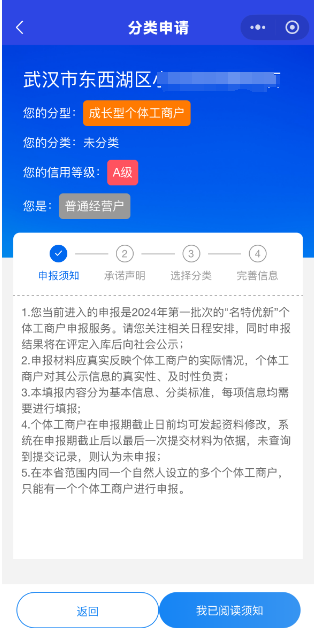 分类申请
武汉市东西湖区
您的分型：成长型个体工商户
您的分类：未分类
您的信用等级：A级
您是：普通经营户
2 3 4
申报须知 承诺声明 选择分类 完善信息
1.您当前进入的申报是2024年第一批次的“名特优新”个
体工商户申报服务。请您关注相关日程安排，同时申报
结果将在评定入库后向社会公示；
2.申报材料应真实反映个体工商户的实际情况，个体工
商户对其公示信息的真实性、及时性负责；
3.本填报内容分为基本信息、分类标准，每项信息均需
要进行填报；
4.个体工商户在申报期截止日前均可发起资料修改，系
统在申报期截止后以最后一次提交材料为依据，未查询
到提交记录，则认为未申报；
5.在本省范围内同一个自然人设立的多个个体工商户，
只能有一个个体工商户进行申报。
返回 我已阅读须知